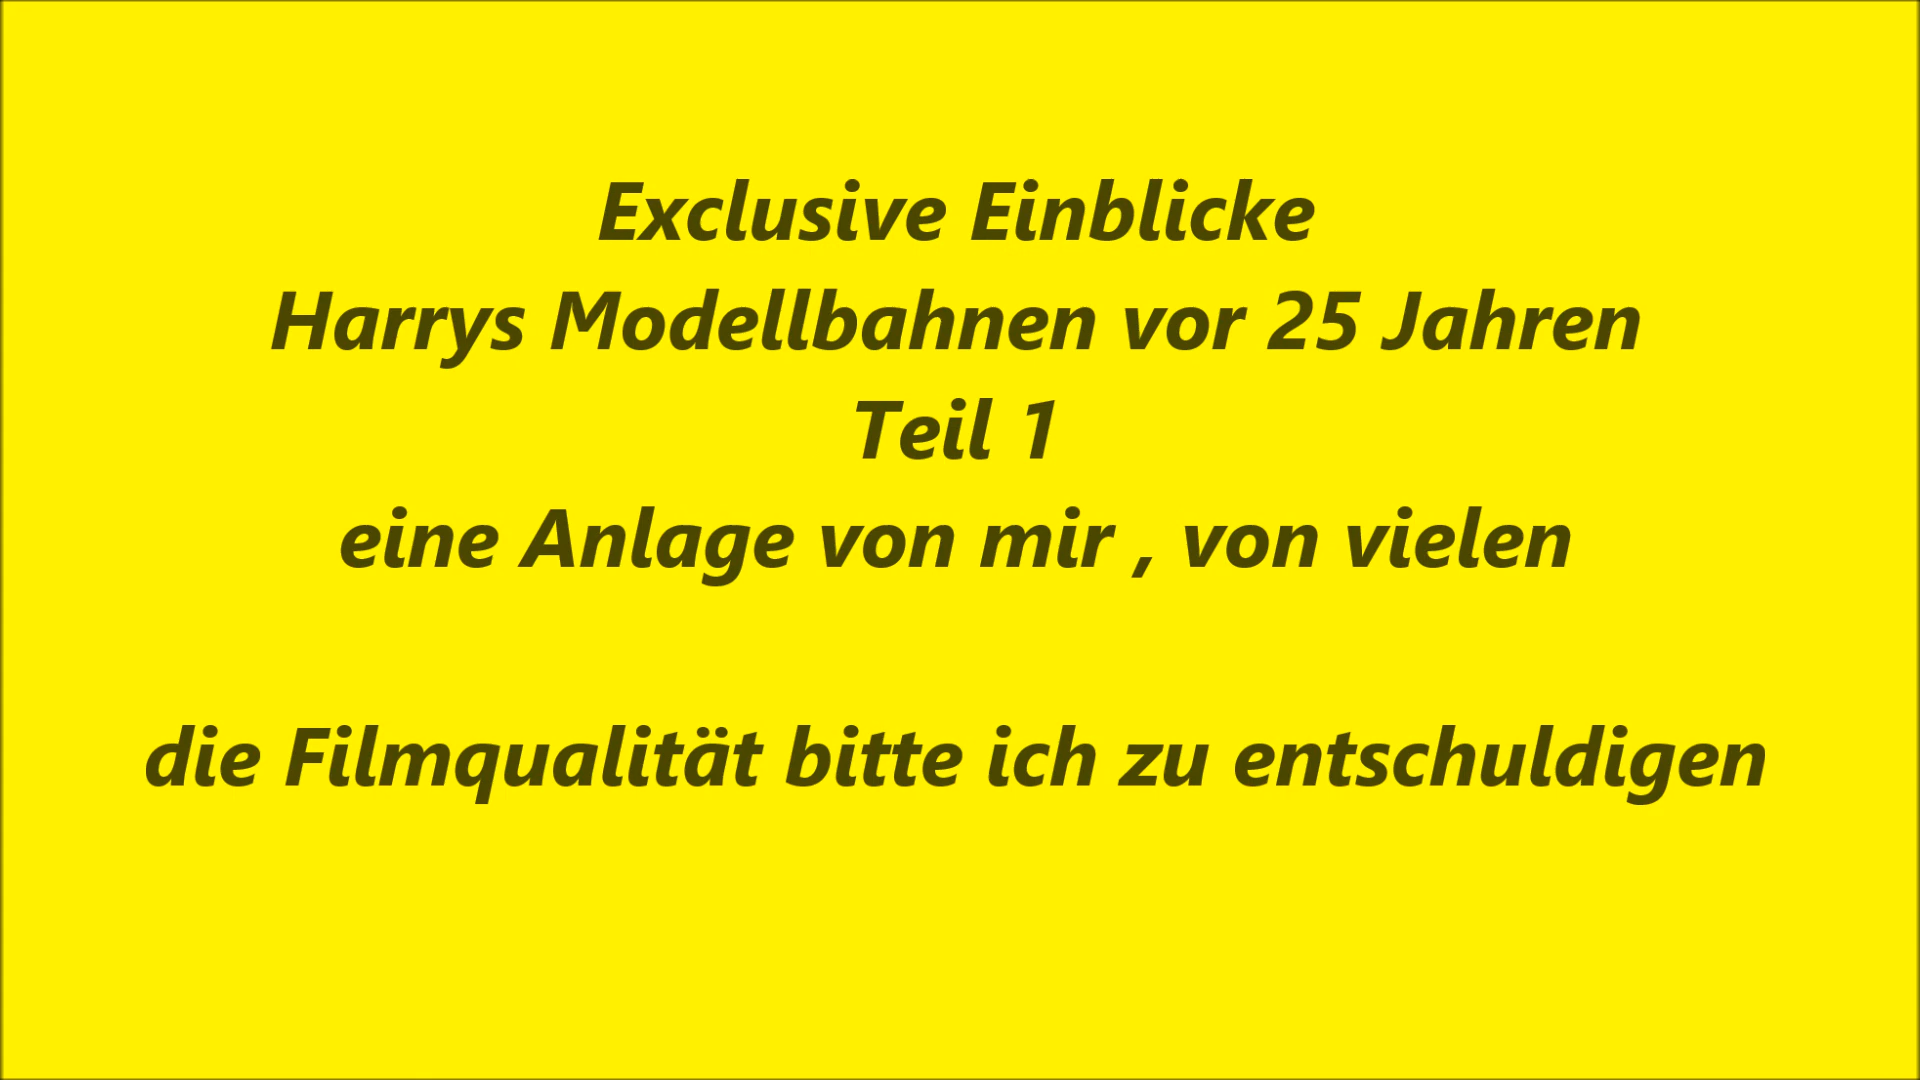 Exclusive Einblicke
Harrys Modellbahnen vor 25 Jahren
Teil 1
eine Anlage von mir , von vielen
die Filmqualität bitte ich zu entschuldigen